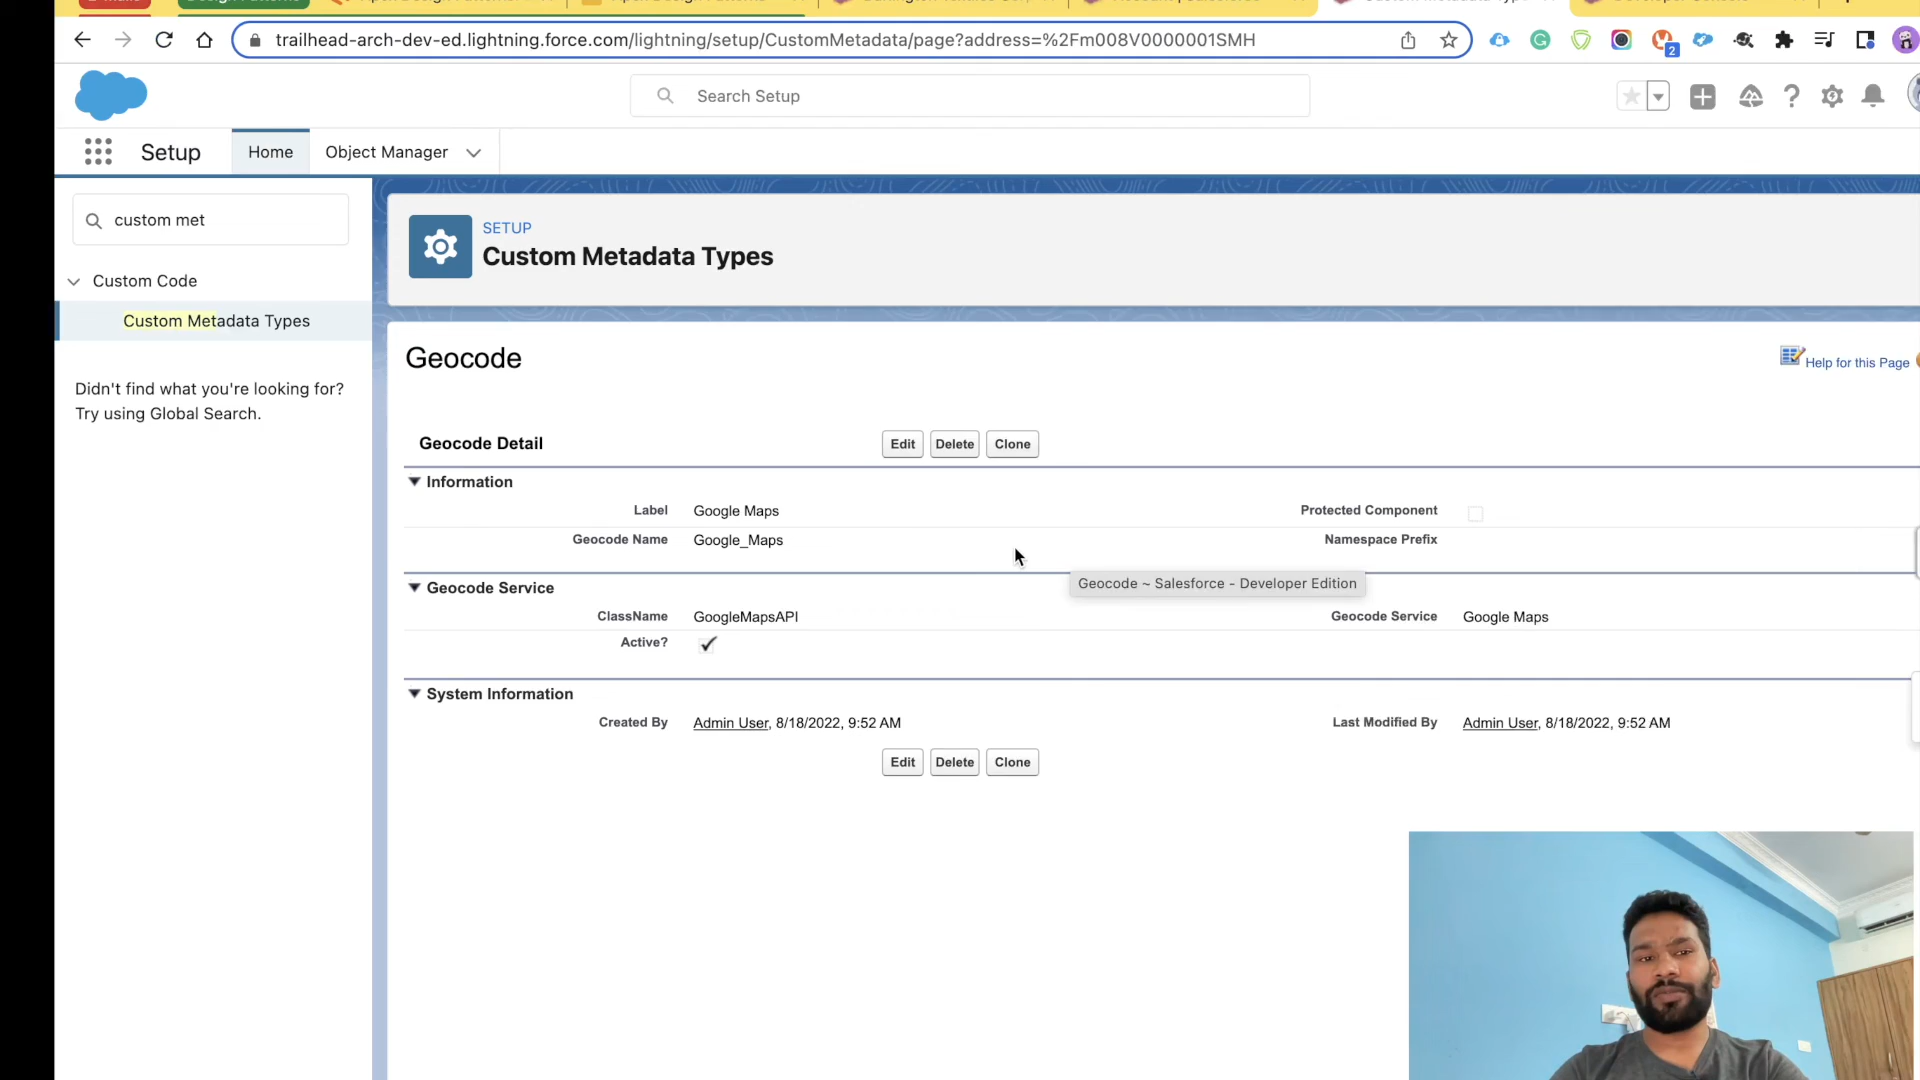 trailhead-arch-dev-ed.lightning.force.com/lightning/setup/CustomMetadata/page?address=%2Fm008V0000001SMH
2
Search Setup
Setup
Home
Object Manager
custom met
Custom Code
Custom Metadata Types
Didn't find what you're looking for?
Try using Global Search.
SETUP
Custom Metadata Types
Geocode
Help for this Page
Geocode Detail
Edit
Delete
Clone
Information
Label
Google Maps
Protected Component
Geocode Name
Google_Maps
Namespace Prefix
Geocode ~ Salesforce - Developer Edition
Geocode Service
ClassName
GoogleMapsAPI
Geocode Service
Google Maps
Active?
System Information
Created By
Admin User, 8/18/2022, 9:52 AM
Last Modified By
Admin User, 8/18/2022, 9:52 AM
Edit
Delete
Clone